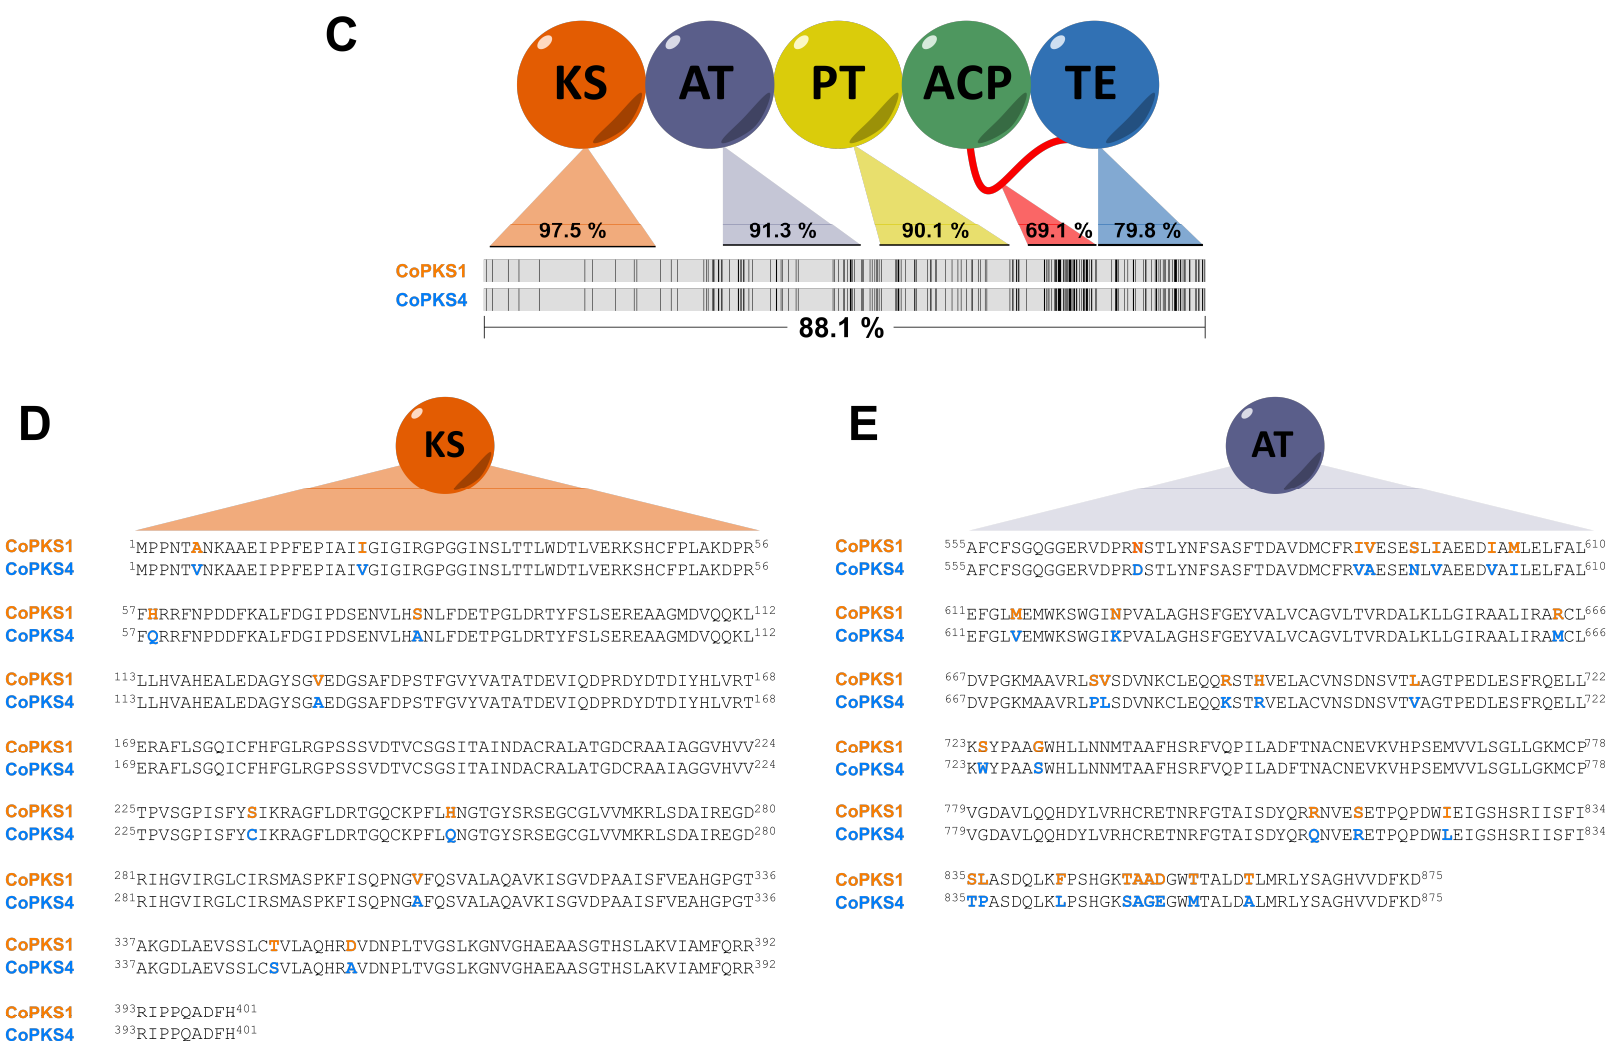 C
KS AT PT ACP TE
97.5 % 91.3 % 90.1 % 69.1 % 79.8 %
CoPKS1
CoPKS4
88.1 %
D
KS
CoPKS1 1MPPNTANKAAEIPPFEPIAIIGIGIRGPGGINSLTTLWDTLVERKSHCFPLAKDPR56
CoPKS4 1MPPNTVNKAAEIPPFEPIAIVGIGIRGPGGINSLTTLWDTLVERKSHCFPLAKDPR56
CoPKS1 57FHRRFNPDDFKALFDGIPDSENVLHSNLFDETPGLDRTYFSLSEREAAGMDVQQKL112
CoPKS4 57FQRRFNPDDFKALFDGIPDSENVLHANLFDETPGLDRTYFSLSEREAAGMDVQQKL112
CoPKS1 113LLHVAHEALEDAGYSGVEDGSAFDPSTFGVYVATATDEVIQDPRDYDTDIYHLVRT168
CoPKS4 113LLHVAHEALEDAGYSGAEDGSAFDPSTFGVYVATATDEVIQDPRDYDTDIYHLVRT168
CoPKS1 169ERAFLSGQICFHFGLRGPSSSVDTVCSGSITAINDACRALATGDCRAAIAGGVHVV224
CoPKS4 169ERAFLSGQICFHFGLRGPSSSVDTVCSGSITAINDACRALATGDCRAAIAGGVHVV224
CoPKS1 225TPVSGPISFYSIKRAGFLDRTGQCKPFLHNGTGYSRSEGCGLVVMKRLSDAIREGD280
CoPKS4 225TPVSGPISFYCIKRAGFLDRTGQCKPFLQNGTGYSRSEGCGLVVMKRLSDAIREGD280
CoPKS1 281RIHGVIRGLCIRSMASPKFISQPNGVFQSVALAQAVKISGVDPAAISFVEAHGPGT336
CoPKS4 281RIHGVIRGLCIRSMASPKFISQPNGAFQSVALAQAVKISGVDPAAISFVEAHGPGT336
CoPKS1 337AKGDLAEVSSLCTVLAQHRDVDNPLTVGSLKGNVGHAEAASGTHSLAKVIAMFQRR392
CoPKS4 337AKGDLAEVSSLCSVLAQHRAVDNPLTVGSLKGNVGHAEAASGTHSLAKVIAMFQRR392
CoPKS1 393RIPPQADFH401
CoPKS4 393RIPPQADFH401
E
AT
CoPKS1 555AFCFSGQGGERVDPRNSTLYNFSASFTDAVDMCFRIVESESLIAEEDIAMLELFAL610
CoPKS4 555AFCFSGQGGERVDPRDSTLYNFSASFTDAVDMCFRVAESENLVAEEDVAILELFAL610
CoPKS1 611EFGLMEMWKSWGINPVALAGHSFGEYVALVCAGVLTVRDALKLLGIRAALIRARCL666
CoPKS4 611EFGLVEMWKSWGIKPVALAGHSFGEYVALVCAGVLTVRDALKLLGIRAALIRAMCL666
CoPKS1 667DVPGKMAAVRLSVSDVNKCLEQQRSTHVELACVNSDNSVTLAGTPEDLESFRQELL722
CoPKS4 667DVPGKMAAVRLPLSDVNKCLEQQKSTRVELACVNSDNSVTVAGTPEDLESFRQELL722
CoPKS1 723KSYPAAGWHLLNNMTAAFHSRFVQPILADFTNACNEVKVHPSEMVVLSGLLGKMCP778
CoPKS4 723KWYPAASWHLLNNMTAAFHSRFVQPILADFTNACNEVKVHPSEMVVLSGLLGKMCP778
CoPKS1 779VGDAVLQQHDYLVRHCRETNRFGTAISDYQRRNVESETPQPDWIEIGSHSRIISFI834
CoPKS4 779VGDAVLQQHDYLVRHCRETNRFGTAISDYQRQNVERETPQPDWLEIGSHSRIISFI834
CoPKS1 835SLASDQLKFPSHGKTAADGWTTALDTLMRLYSAGHVVDFKD875
CoPKS4 835TPASDQLKLPSHGKSAGEGWMTALDALMRLYSAGHVVDFKD875